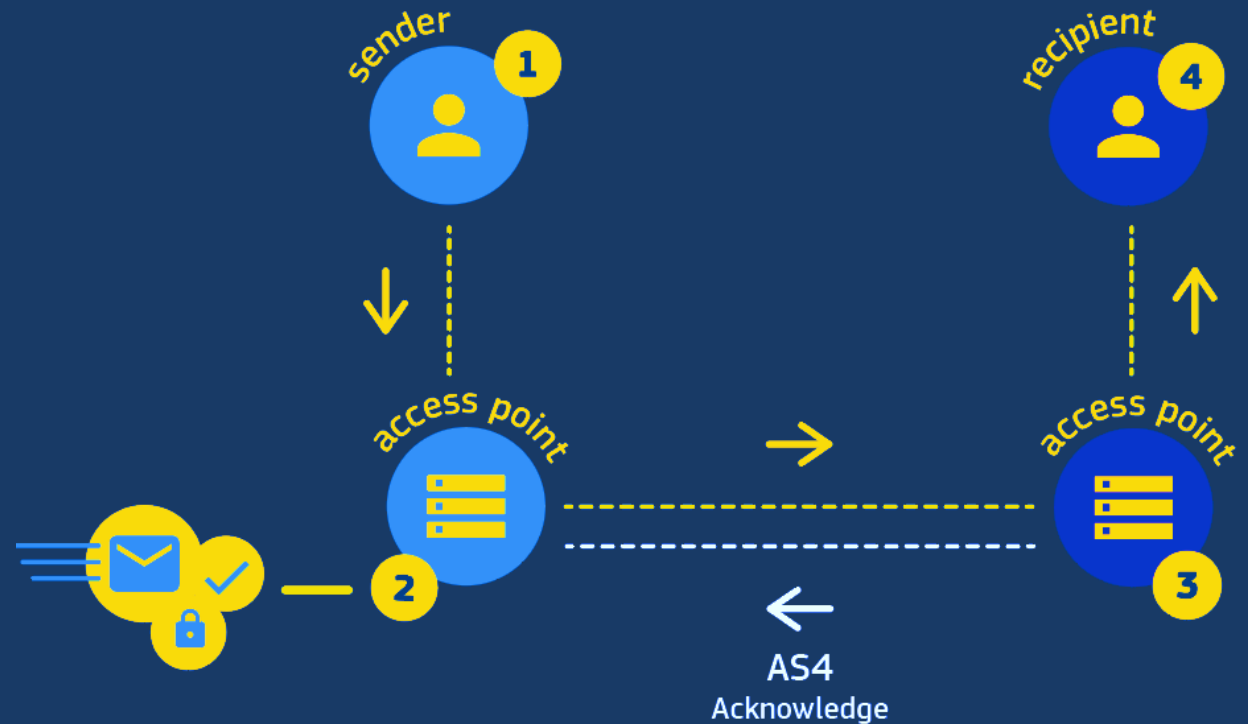 sender
1
recipient
4
access point
2
access point
3
AS4
Acknowledge